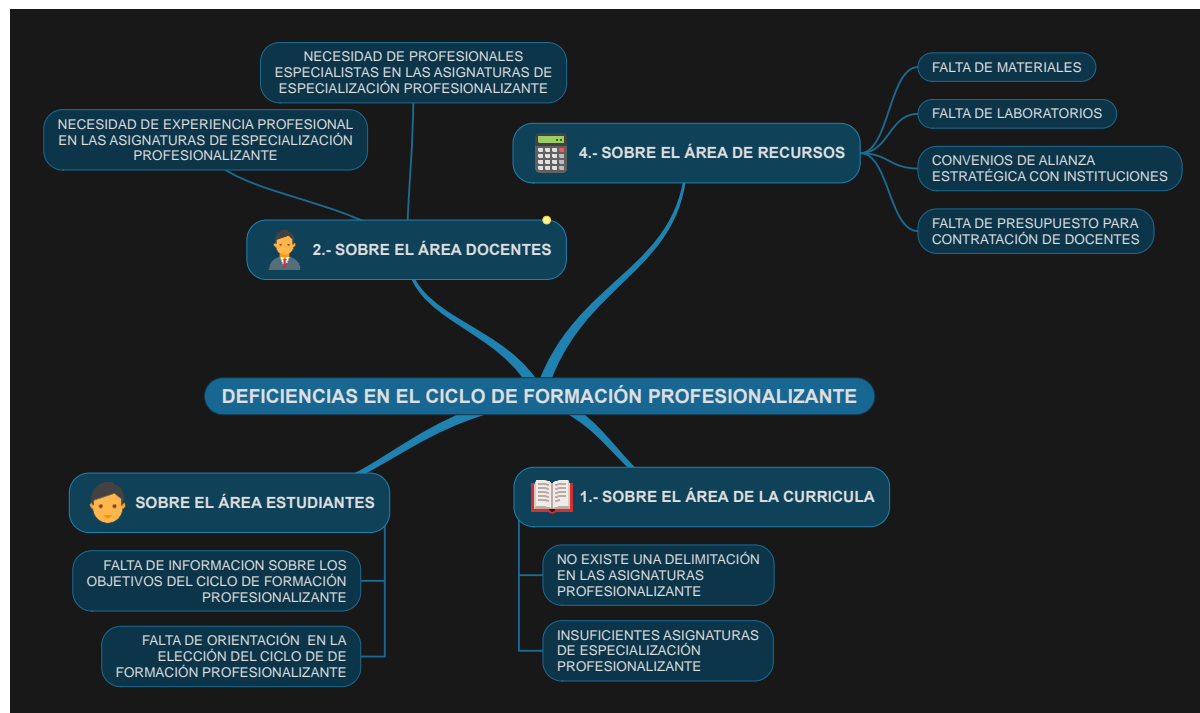 NECESIDAD DE PROFESIONALES
ESPECIALISTAS EN LAS ASIGNATURAS DE
ESPECIALIZACIÓN PROFESIONALIZANTE
NECESIDAD DE EXPERIENCIA PROFESIONAL
EN LAS ASIGNATURAS DE ESPECIALIZACIÓN
PROFESIONALIZANTE
2.- SOBRE EL ÁREA DOCENTES
4.- SOBRE EL ÁREA DE RECURSOS
FALTA DE MATERIALES
FALTA DE LABORATORIOS
CONVENIOS DE ALIANZA
ESTRATÉGICA CON INSTITUCIONES
FALTA DE PRESUPUESTO PARA
CONTRATACIÓN DE DOCENTES
DEFICIENCIAS EN EL CICLO DE FORMACIÓN PROFESIONALIZANTE
SOBRE EL ÁREA ESTUDIANTES
FALTA DE INFORMACION SOBRE LOS
OBJETIVOS DEL CICLO DE FORMACIÓN
PROFESIONALIZANTE
FALTA DE ORIENTACIÓN  EN LA
ELECCIÓN DEL CICLO DE DE
FORMACIÓN PROFESIONALIZANTE
1.- SOBRE EL ÁREA DE LA CURRICULA
NO EXISTE UNA DELIMITACIÓN
EN LAS ASIGNATURAS
PROFESIONALIZANTE
INSUFICIENTES ASIGNATURAS
DE ESPECIALIZACIÓN
PROFESIONALIZANTE